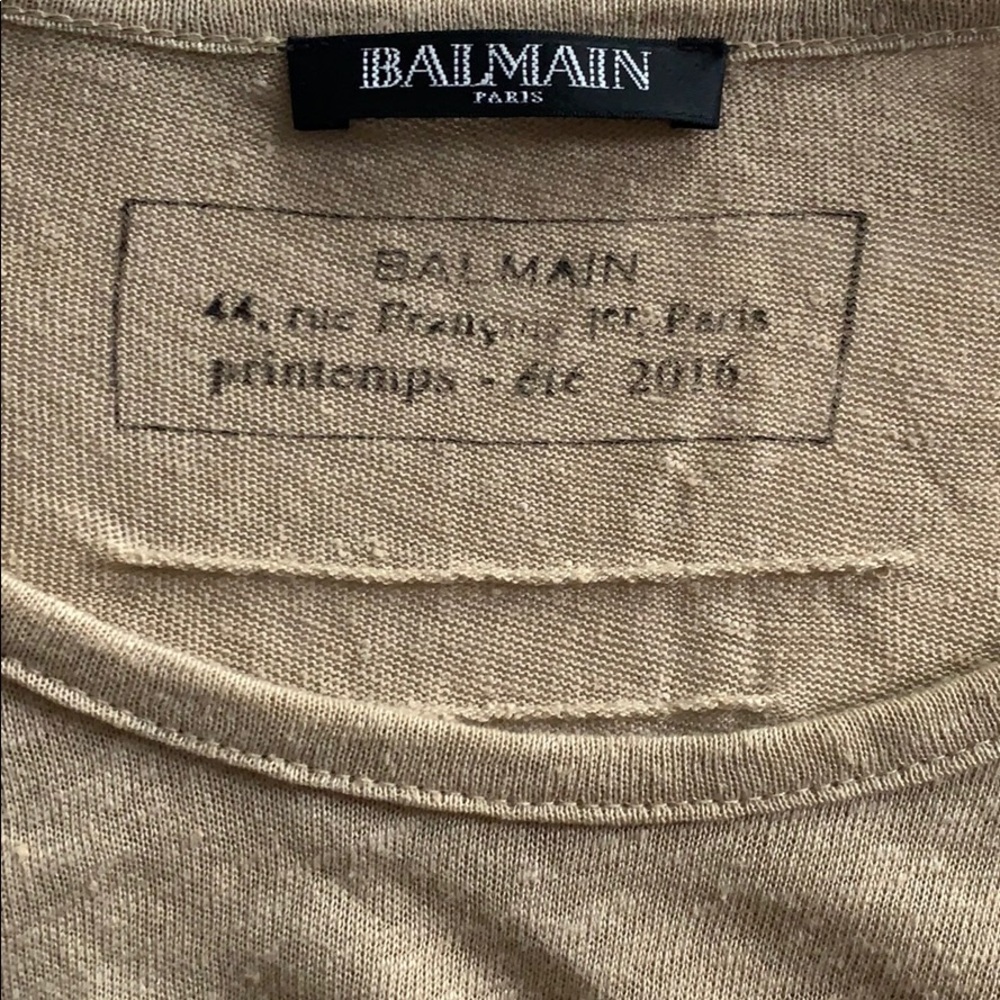 BALMAIN
PARIS
BALMAIN
44, rue François 1er, Paris
printemps - été 2016